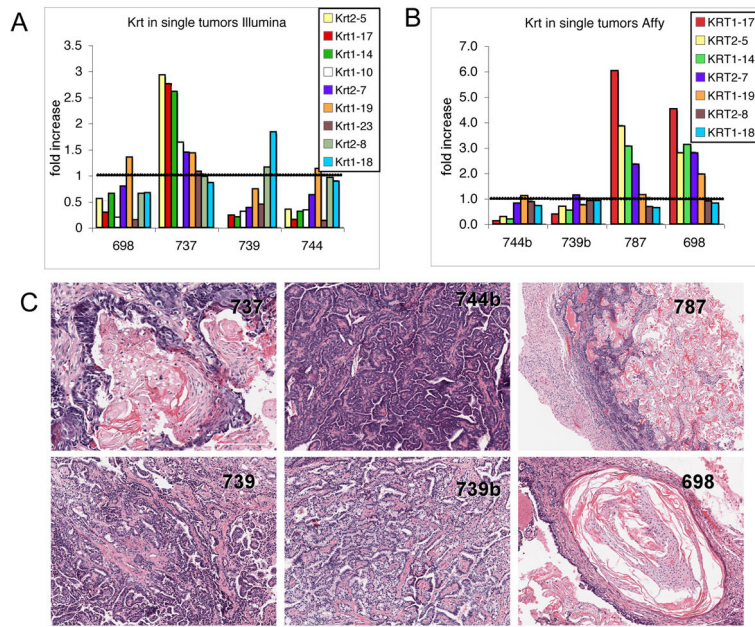 A
Krt in single tumors Illumina
fold increase
3.5
3
2.5
2
1.5
1
0.5
0
698
737
739
744
Krt2-5
Krt1-17
Krt1-14
Krt1-10
Krt2-7
Krt1-19
Krt1-23
Krt2-8
Krt1-18
B
Krt in single tumors Affy
fold increase
7.0
6.0
5.0
4.0
3.0
2.0
1.0
0.0
744b
739b
787
698
KRT1-17
KRT2-5
KRT1-14
KRT2-7
KRT1-19
KRT2-8
KRT1-18
C
737
744b
787
739
739b
698